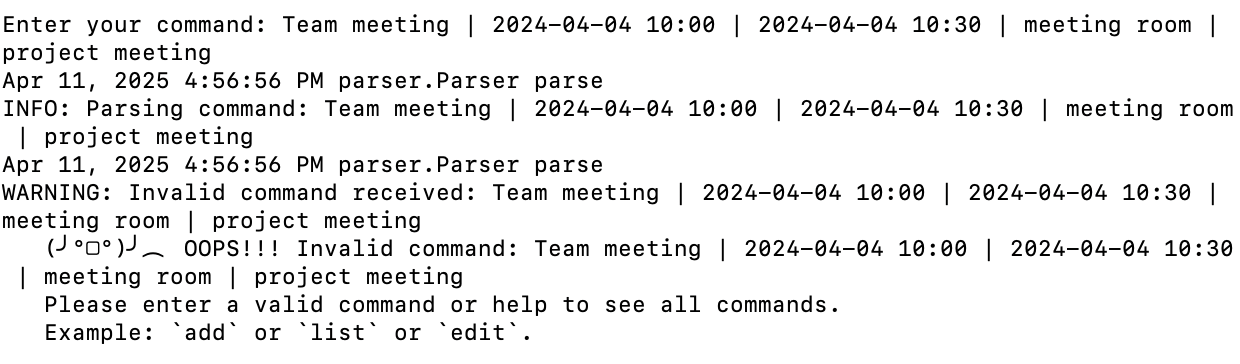 Enter your command: Team meeting | 2024-04-04 10:00 | 2024-04-04 10:30 | meeting room |
project meeting
Apr 11, 2025 4:56:56 PM parser.Parser parse
INFO: Parsing command: Team meeting | 2024-04-04 10:00 | 2024-04-04 10:30 | meeting room
 | project meeting
Apr 11, 2025 4:56:56 PM parser.Parser parse
WARNING: Invalid command received: Team meeting | 2024-04-04 10:00 | 2024-04-04 10:30 |
meeting room | project meeting
   (╯°□°)╯︵ OOPS!!! Invalid command: Team meeting | 2024-04-04 10:00 | 2024-04-04 10:30
 | meeting room | project meeting
   Please enter a valid command or help to see all commands.
   Example: `add` or `list` or `edit`.